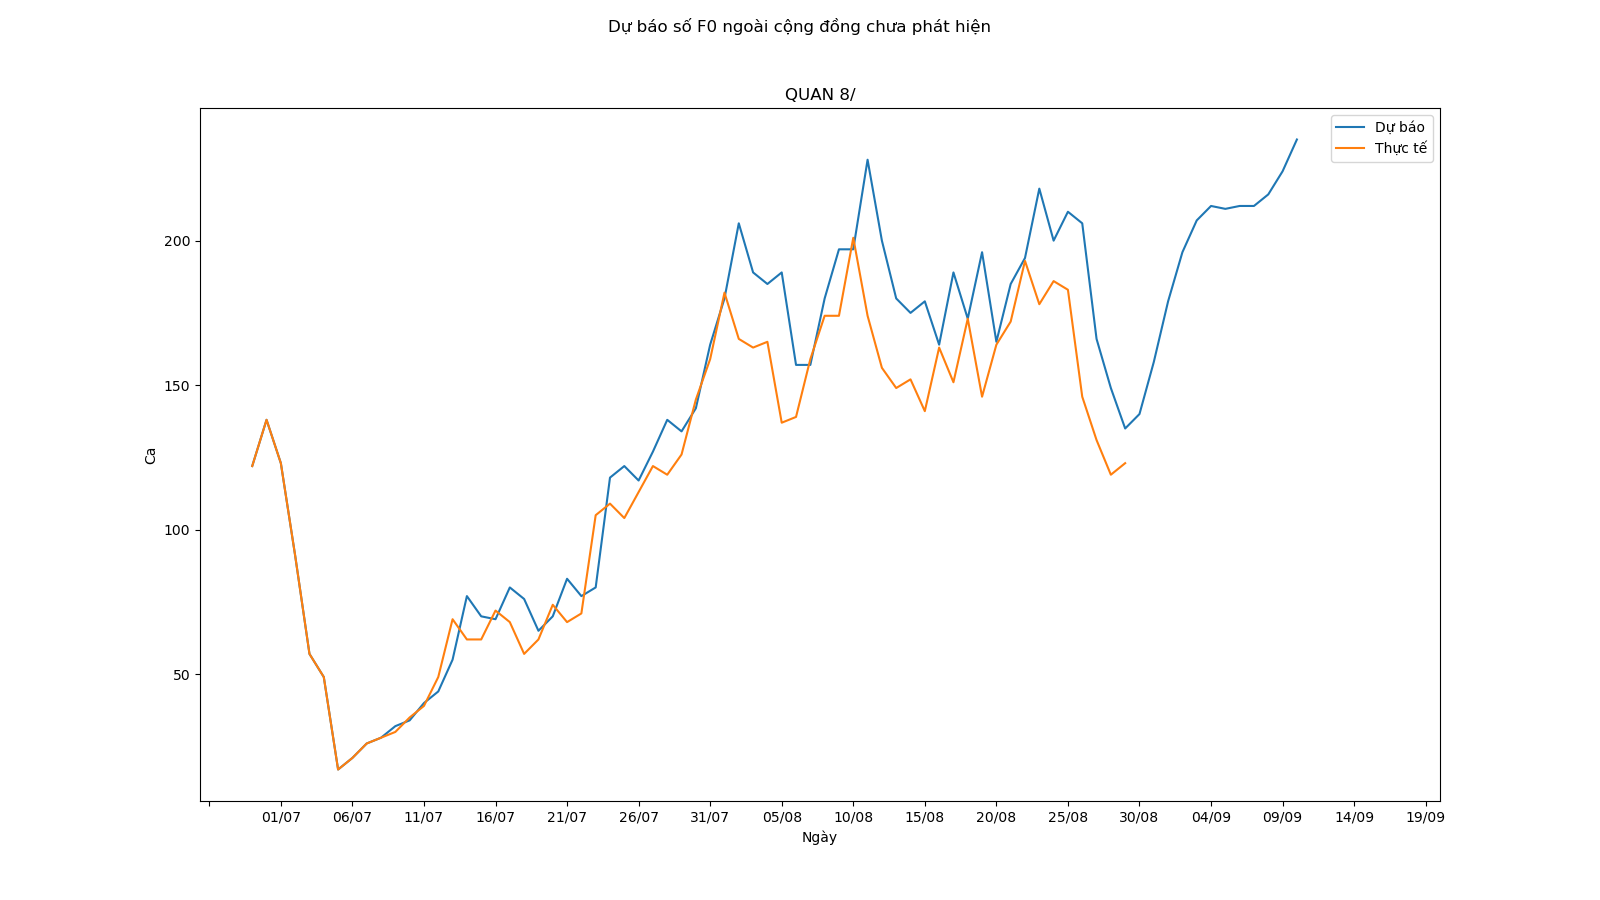 Dự báo số F0 ngoài cộng đồng chưa phát hiện
QUAN 8/
Dự báo
Thực tế
200
150
100
50
Ca
01/07 06/07 11/07 16/07 21/07 26/07 31/07 05/08 10/08 15/08 20/08 25/08 30/08 04/09 09/09 14/09 19/09
Ngày